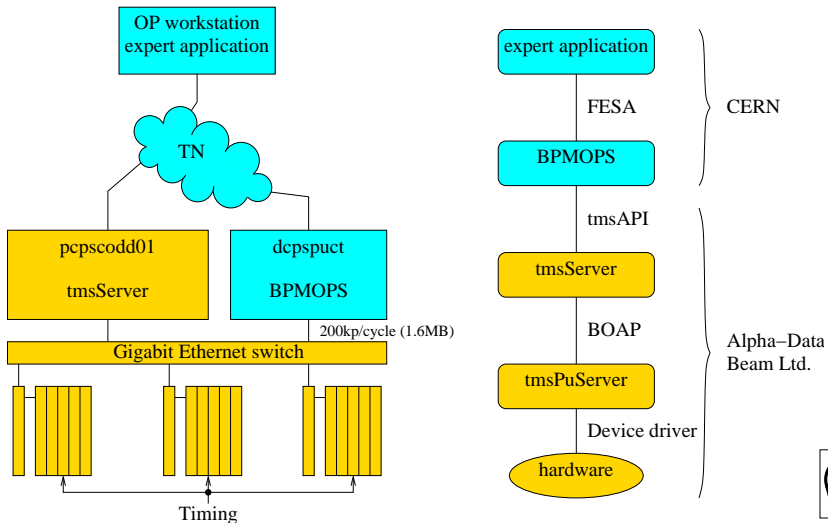 OP workstation
expert application
TN
pcpscodd01
tmsServer
dcpspuct
BPMOPS
200kp/cycle (1.6MB)
Gigabit Ethernet switch
Timing
expert application
FESA
CERN
BPMOPS
tmsAPI
tmsServer
BOAP
Alpha−Data
Beam Ltd.
tmsPuServer
Device driver
hardware